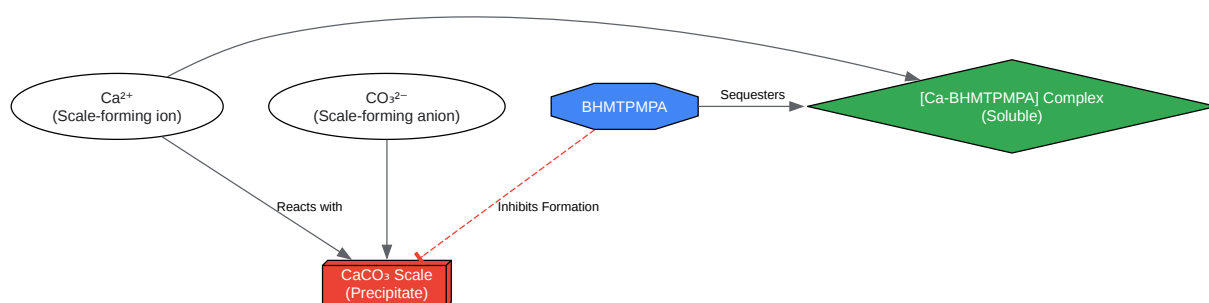 Ca²⁺
(Scale-forming ion)
CO₃²⁻
(Scale-forming anion)
BHMTPMPA
Sequesters
[Ca-BHMTPMPA] Complex
(Soluble)
Reacts with
Inhibits Formation
CaCO₃ Scale
(Precipitate)